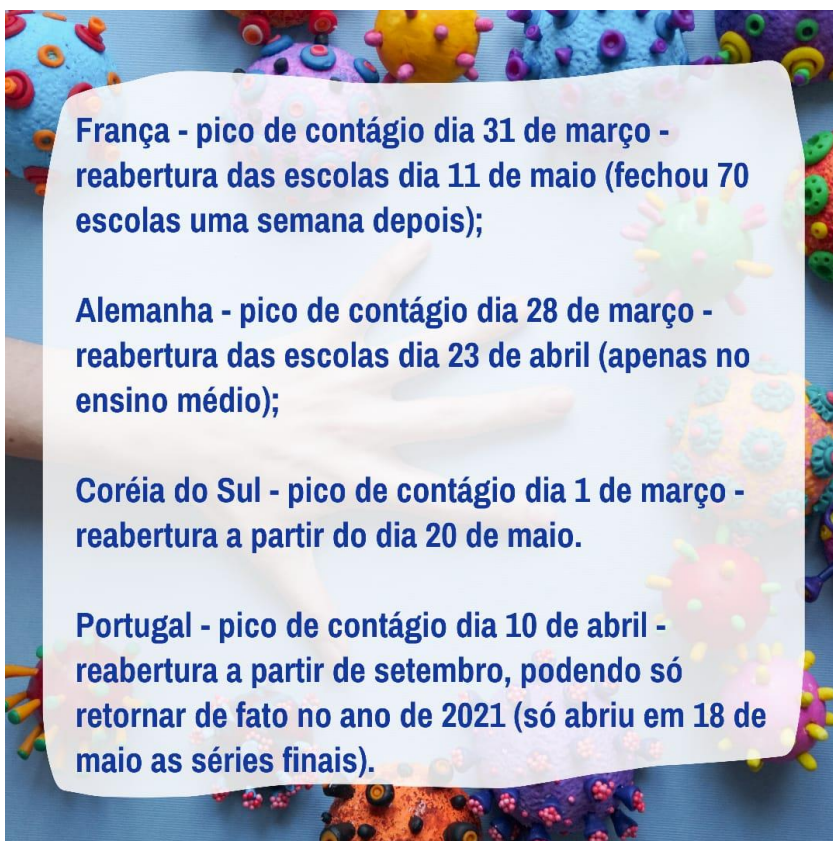 França - pico de contágio dia 31 de março -
reabertura das escolas dia 11 de maio (fechou 70
escolas uma semana depois);
Alemanha - pico de contágio dia 28 de março -
reabertura das escolas dia 23 de abril (apenas no
ensino médio);
Coréia do Sul - pico de contágio dia 1 de março -
reabertura a partir do dia 20 de maio.
Portugal - pico de contágio dia 10 de abril -
reabertura a partir de setembro, podendo só
retornar de fato no ano de 2021 (só abriu em 18 de
maio as séries finais).